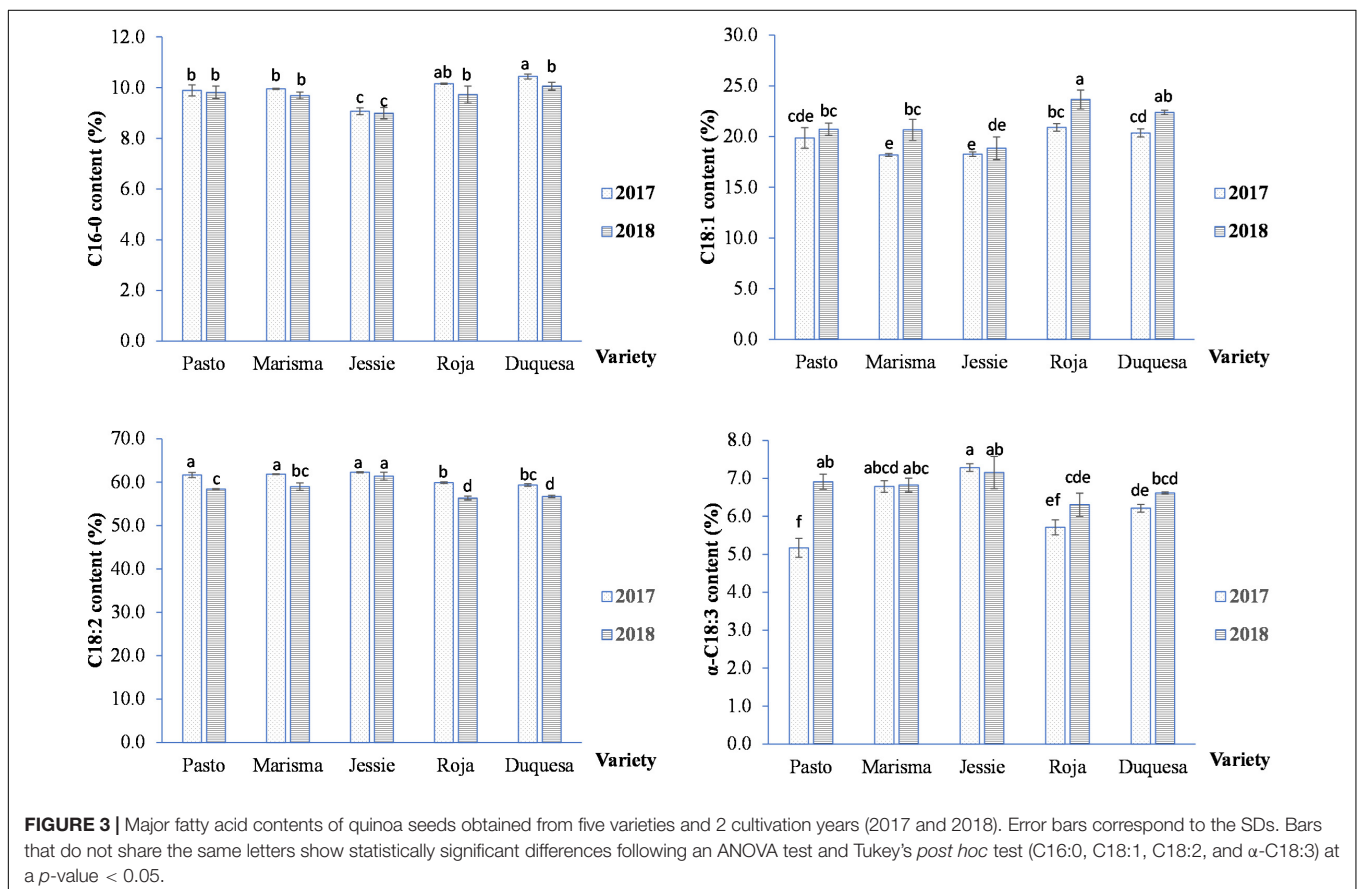 12.0
10.0
8.0
6.0
4.0
2.0
0.0
C16-0 content (%)
b b b b c c ab b a b
Pasto Marisma Jessie Roja Duquesa
Variety
2017
2018
30.0
25.0
20.0
15.0
10.0
5.0
0.0
C18:1 content (%)
cde bc e bc e de bc a cd ab
Pasto Marisma Jessie Roja Duquesa
Variety
2017
2018
70.0
60.0
50.0
40.0
30.0
20.0
10.0
0.0
C18:2 content (%)
a c a bc a a b d bc d
Pasto Marisma Jessie Roja Duquesa
Variety
2017
2018
8.0
7.0
6.0
5.0
4.0
3.0
2.0
1.0
0.0
α-C18:3 content (%)
f ab abcd abc a ab ef cde de bcd
Pasto Marisma Jessie Roja Duquesa
Variety
2017
2018
FIGURE 3 | Major fatty acid contents of quinoa seeds obtained from five varieties and 2 cultivation years (2017 and 2018). Error bars correspond to the SDs. Bars
that do not share the same letters show statistically significant differences following an ANOVA test and Tukey's post hoc test (C16:0, C18:1, C18:2, and α-C18:3) at
a p-value < 0.05.